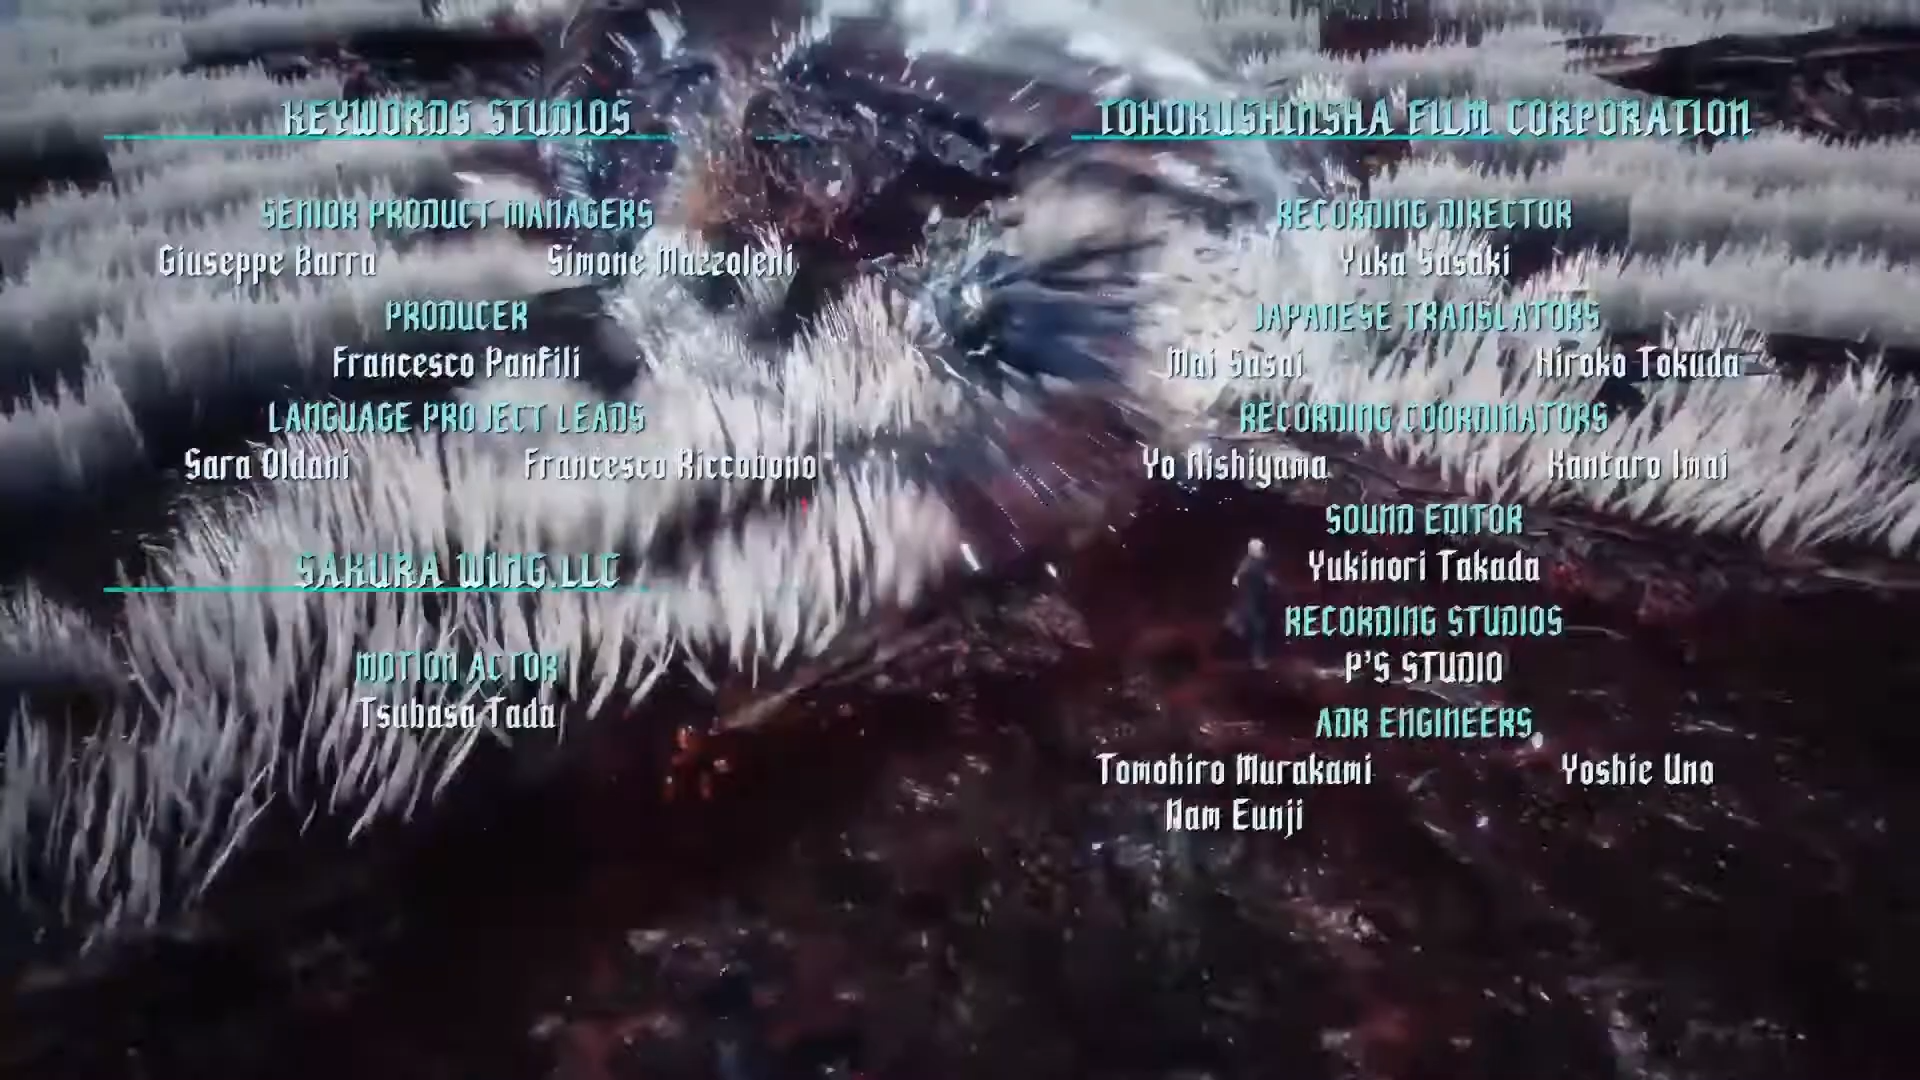 KEYWORDS STUDIOS
SENIOR PRODUCT MANAGERS
Giuseppe Barra Simone Mazzoleni
PRODUCER
Francesco Panfili
LANGUAGE PROJECT LEADS
Sara Oldani Francesco Riccobono
SAKURA WING.LLC
MOTION ACTOR
Tsubasa Tada
TOHOKUSHINSHA FILM CORPORATION
RECORDING DIRECTOR
Yuka Sasaki
JAPANESE TRANSLATORS
Mai Sasai Hiroko Tokuda
RECORDING COORDINATORS
Yo Nishiyama Kantaro Imai
SOUND EDITOR
Yukinori Takada
RECORDING STUDIOS
P'S STUDIO
ADR ENGINEERS
Tomohiro Murakami Yoshie Uno
Nam Eunji